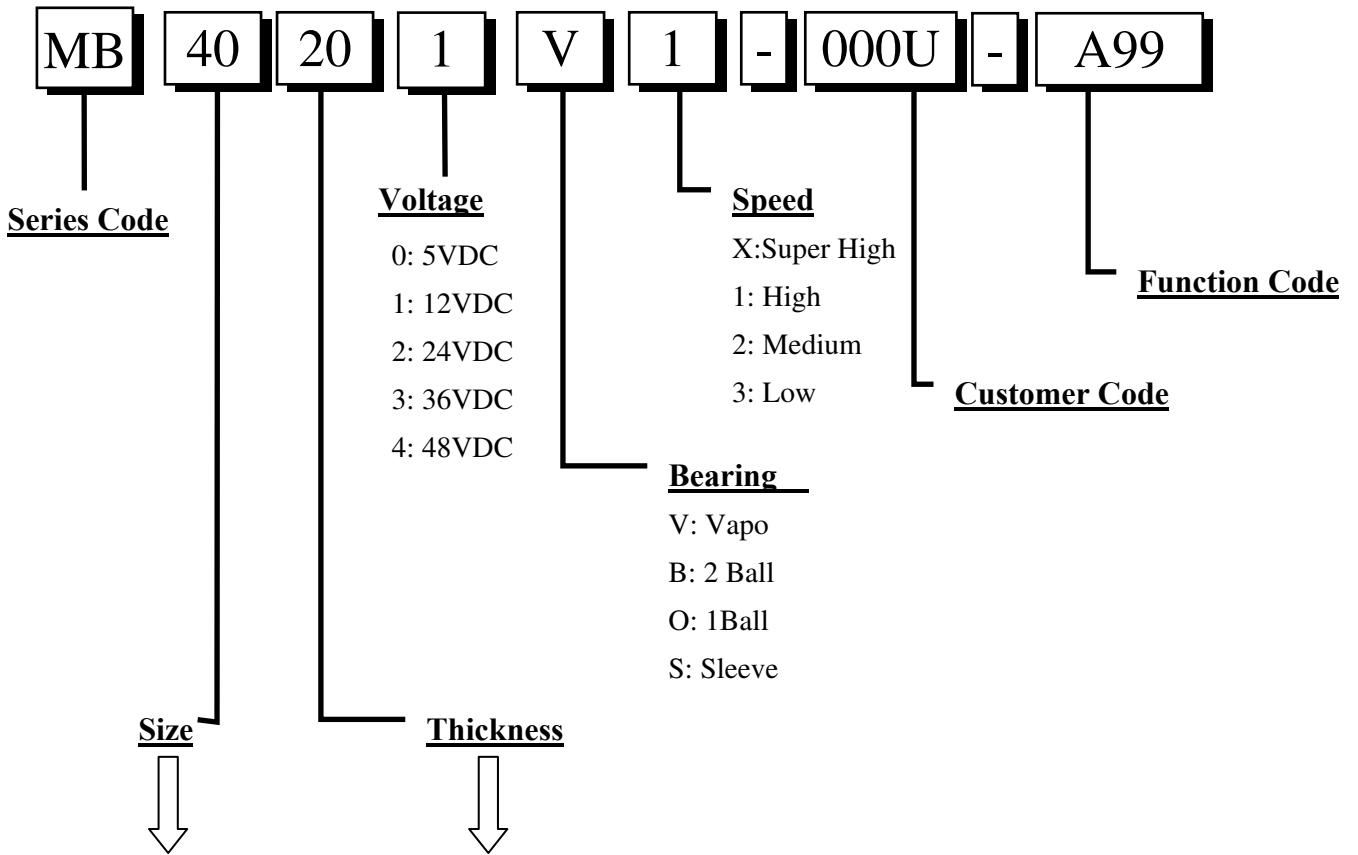 MB 40 20 1 V 1 - 000U - A99
Series Code
Voltage
0: 5VDC
1: 12VDC
2: 24VDC
3: 36VDC
4: 48VDC
Speed
X:Super High
1: High
2: Medium
3: Low
Function Code
Customer Code
Bearing
V: Vapo
B: 2 Ball
O: 1Ball
S: Sleeve
Size
Thickness